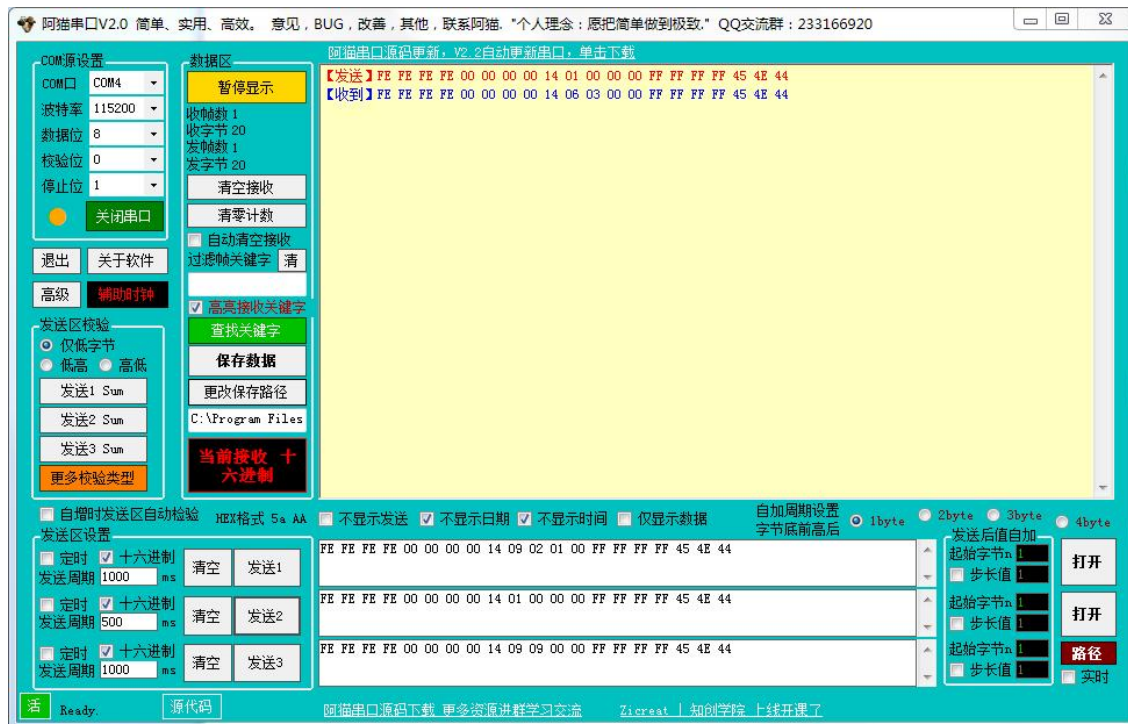 阿猫串口V2.0 简单、实用、高效。 意见，BUG，改善，其他，联系阿猫. "个人理念：愿把简单做到极致." QQ交流群：233166920
COM源设置
COM口 COM4
波特率 115200
数据位 8
校验位 0
停止位 1
关闭串口
退出 关于软件
高级 辅助时钟
发送区校验
仅低字节
低高 高低
发送1 Sum
发送2 Sum
发送3 Sum
更多校验类型
数据区
暂停显示
收帧数 1
收字节 20
发帧数 1
发字节 20
清空接收
清零计数
自动清空接收
过滤帧关键字 清
高亮接收关键字
查找关键字
保存数据
更改保存路径
C:\Program Files
当前接收 十
六进制
阿猫串口源码更新，V2.2自动更新串口，单击下载
【发送】FE FE FE FE 00 00 00 00 14 01 00 00 00 FF FF FF FF 45 4E 44
【收到】FE FE FE FE 00 00 00 00 14 06 03 00 00 FF FF FF FF 45 4E 44
自增时发送区自动检验 HEX格式 5a AA 不显示发送 不显示日期 不显示时间 仅显示数据
自加周期设置
字节底前高后 1byte 2byte 3byte 4byte
发送区设置
定时 十六进制
发送周期 1000 ms
清空 发送1
FE FE FE FE 00 00 00 00 14 09 02 01 00 FF FF FF FF 45 4E 44
定时 十六进制
发送周期 500 ms
清空 发送2
FE FE FE FE 00 00 00 00 14 01 00 00 00 FF FF FF FF 45 4E 44
定时 十六进制
发送周期 1000 ms
清空 发送3
FE FE FE FE 00 00 00 00 14 09 09 00 00 FF FF FF FF 45 4E 44
发送后值自加
起始字节n 1
步长值 1
打开
起始字节n 1
步长值 1
打开
起始字节n 1
步长值 1
路径
实时
活 Ready. 源代码 阿猫串口源码下载 更多资源进群学习交流 Zicreat | 知创学院 上线开课了